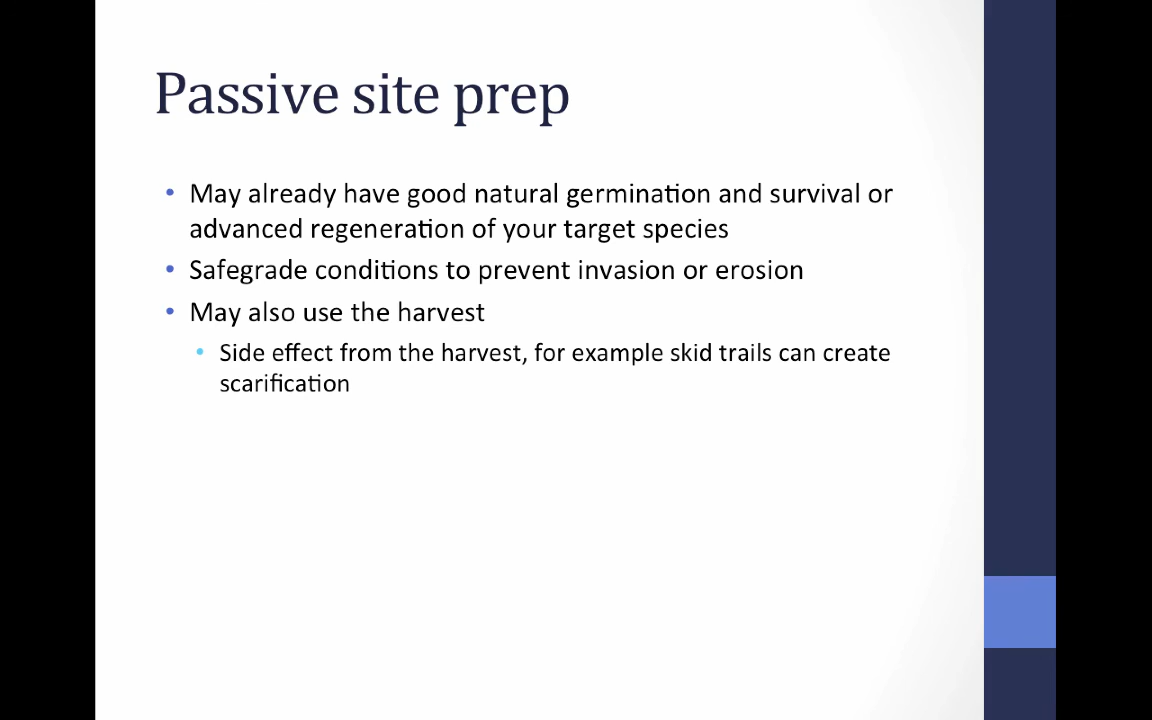 Passive site prep
• May already have good natural germination and survival or
advanced regeneration of your target species
• Safegrade conditions to prevent invasion or erosion
• May also use the harvest
• Side effect from the harvest, for example skid trails can create
scarification